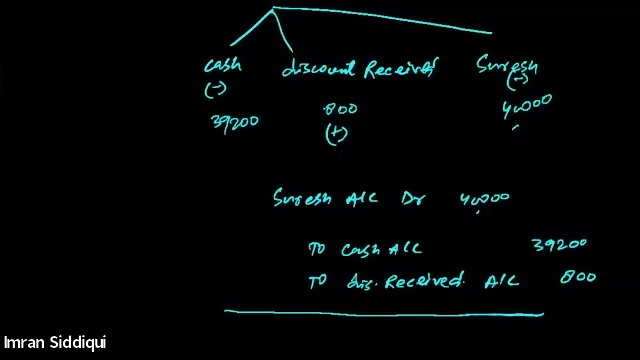 cash discount Received Suresh
(-) (-)
39200 800 40000
(+)
Suresh A/C Dr 40000
To Cash A/C 39200
To Dis. Received. A/C 800
Imran Siddiqui